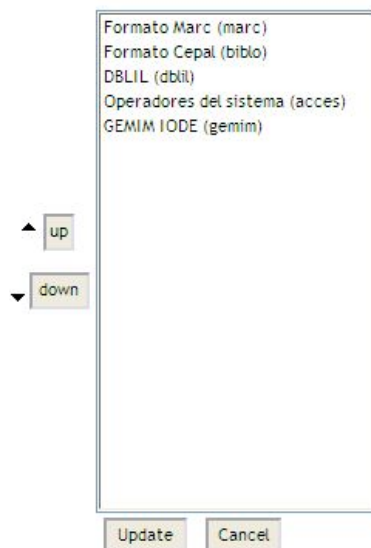 Formato Marc (marc)
Formato Cepal (biblo)
DBLIL (dblil)
Operadores del sistema (acces)
GEMIM IODE (gemim)
up
down
Update Cancel